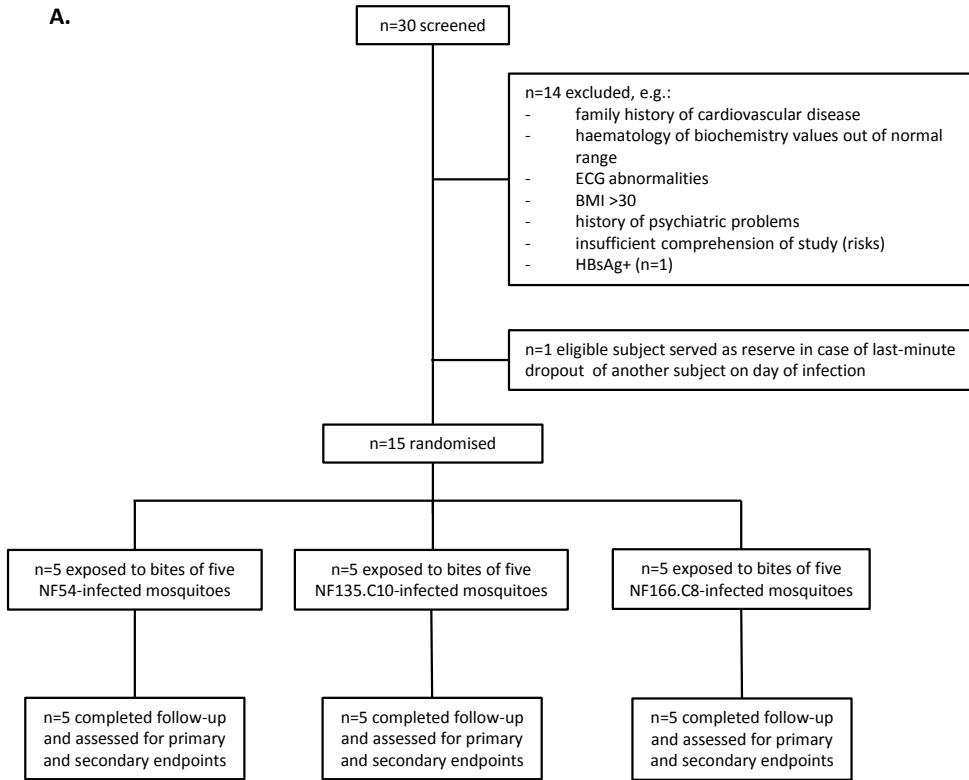 A.
n=30 screened
n=14 excluded, e.g.:
- family history of cardiovascular disease
- haematology of biochemistry values out of normal
range
- ECG abnormalities
- BMI >30
- history of psychiatric problems
- insufficient comprehension of study (risks)
- HBsAg+ (n=1)
n=1 eligible subject served as reserve in case of last-minute
dropout of another subject on day of infection
n=15 randomised
n=5 exposed to bites of five
NF54-infected mosquitoes
n=5 exposed to bites of five
NF135.C10-infected mosquitoes
n=5 exposed to bites of five
NF166.C8-infected mosquitoes
n=5 completed follow-up
and assessed for primary
and secondary endpoints
n=5 completed follow-up
and assessed for primary
and secondary endpoints
n=5 completed follow-up
and assessed for primary
and secondary endpoints